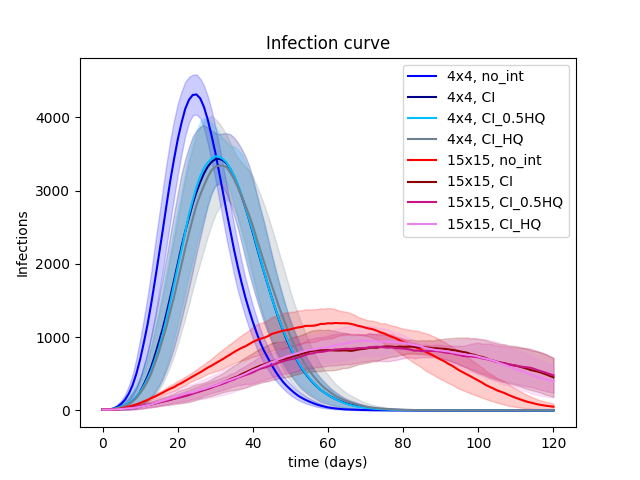 Infection curve
Infections
4000
3000
2000
1000
0
4x4, no_int
4x4, CI
4x4, CI_0.5HQ
4x4, CI_HQ
15x15, no_int
15x15, CI
15x15, CI_0.5HQ
15x15, CI_HQ
0 20 40 60 80 100 120
time (days)